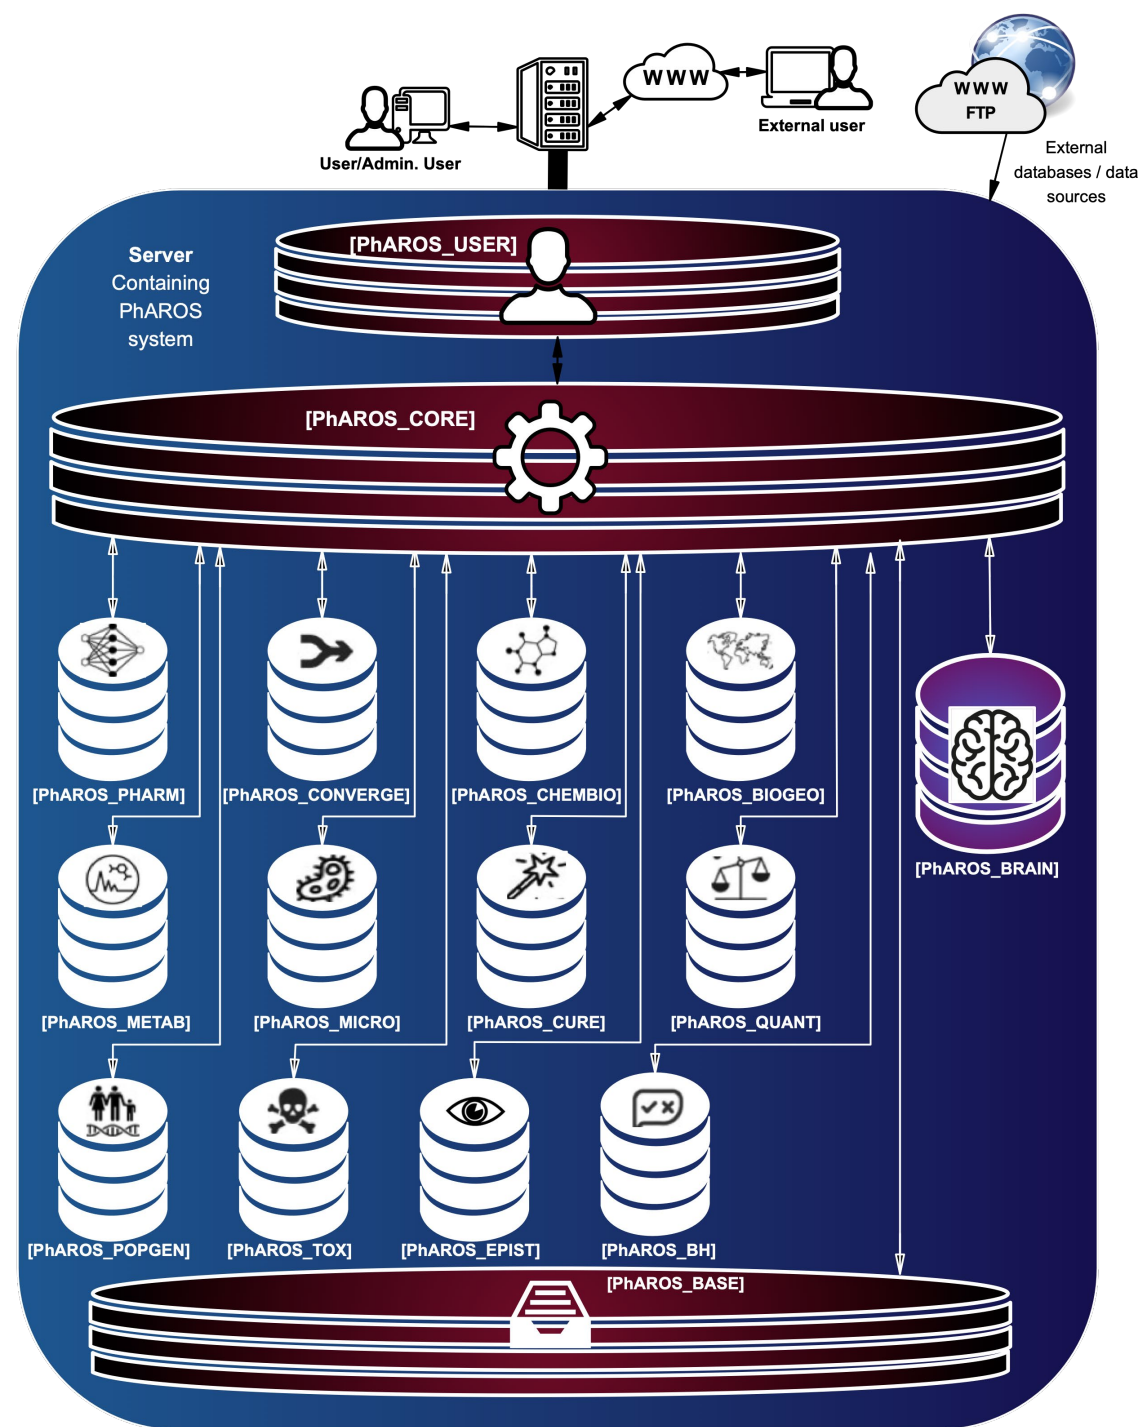 WWW
External user
User/Admin. User
WWW
FTP
External
databases / data
sources
Server
Containing
PhAROS
system
[PhAROS_USER]
[PhAROS_CORE]
[PhAROS_PHARM]
[PhAROS_CONVERGE]
[PhAROS_CHEMBIO]
[PhAROS_BIOGEO]
[PhAROS_BRAIN]
[PhAROS_METAB]
[PhAROS_MICRO]
[PhAROS_CURE]
[PhAROS_QUANT]
[PhAROS_POPGEN]
[PhAROS_TOX]
[PhAROS_EPIST]
[PhAROS_BH]
[PhAROS_BASE]